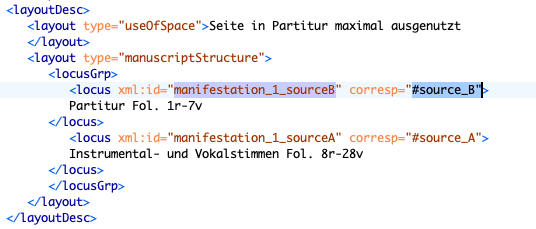 <layoutDesc>
<layout type="useOfSpace">Seite in Partitur maximal ausgenutzt
</layout>
<layout type="manuscriptStructure">
<locusGrp>
<locus xml:id="manifestation_1_sourceB" corresp="#source_B">
Partitur Fol. 1r-7v
</locus>
<locus xml:id="manifestation_1_sourceA" corresp="#source_A">
Instrumental- und Vokalstimmen Fol. 8r-28v
</locus>
</locusGrp>
</layout>
</layoutDesc>